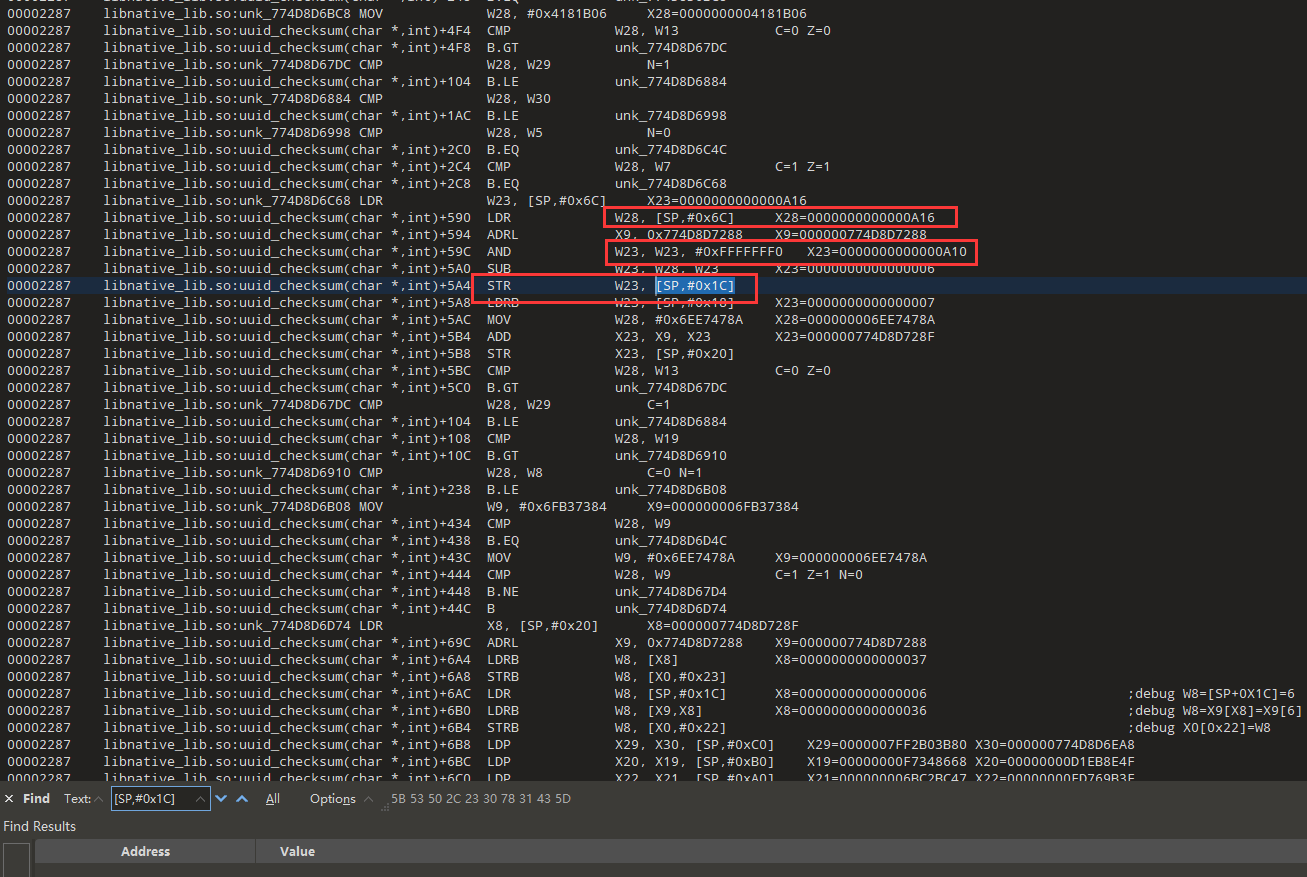 libnative_lib.so:unk_774D8D6BC8 MOV W28, #0x4181B06 X28=0000000004181B06
00002287 libnative_lib.so:uuid_checksum(char *,int)+4F4 CMP W28, W13 C=0 Z=0
00002287 libnative_lib.so:uuid_checksum(char *,int)+4F8 B.GT unk_774D8D67DC
00002287 libnative_lib.so:unk_774D8D67DC CMP W28, W29 N=1
00002287 libnative_lib.so:uuid_checksum(char *,int)+104 B.LE unk_774D8D6884
00002287 libnative_lib.so:unk_774D8D6884 CMP W28, W30
00002287 libnative_lib.so:uuid_checksum(char *,int)+1AC B.LE unk_774D8D6998
00002287 libnative_lib.so:unk_774D8D6998 CMP W28, W5 N=0
00002287 libnative_lib.so:uuid_checksum(char *,int)+2C0 B.EQ unk_774D8D6C4C
00002287 libnative_lib.so:uuid_checksum(char *,int)+2C4 CMP W28, W7 C=1 Z=1
00002287 libnative_lib.so:uuid_checksum(char *,int)+2C8 B.EQ unk_774D8D6C68
00002287 libnative_lib.so:unk_774D8D6C68 LDR W23, [SP,#0x6C] X23=0000000000000A16
00002287 libnative_lib.so:uuid_checksum(char *,int)+590 LDR W28, [SP,#0x6C] X28=0000000000000A16
00002287 libnative_lib.so:uuid_checksum(char *,int)+594 ADRL X9, 0x774D8D7288 X9=000000774D8D7288
00002287 libnative_lib.so:uuid_checksum(char *,int)+59C AND W23, W23, #0xFFFFFFF0 X23=0000000000000A10
00002287 libnative_lib.so:uuid_checksum(char *,int)+5A0 SUB W23, W28, W23 X23=0000000000000006
00002287 libnative_lib.so:uuid_checksum(char *,int)+5A4 STR W23, [SP,#0x1C]
00002287 libnative_lib.so:uuid_checksum(char *,int)+5A8 LDRB W23, [SP,#0x18] X23=0000000000000007
00002287 libnative_lib.so:uuid_checksum(char *,int)+5AC MOV W28, #0x6EE7478A X28=000000006EE7478A
00002287 libnative_lib.so:uuid_checksum(char *,int)+5B4 ADD X23, X9, X23 X23=000000774D8D728F
00002287 libnative_lib.so:uuid_checksum(char *,int)+5B8 STR X23, [SP,#0x20]
00002287 libnative_lib.so:uuid_checksum(char *,int)+5BC CMP W28, W13 C=0 Z=0
00002287 libnative_lib.so:uuid_checksum(char *,int)+5C0 B.GT unk_774D8D67DC
00002287 libnative_lib.so:unk_774D8D67DC CMP W28, W29 C=1
00002287 libnative_lib.so:uuid_checksum(char *,int)+104 B.LE unk_774D8D6884
00002287 libnative_lib.so:uuid_checksum(char *,int)+108 CMP W28, W19
00002287 libnative_lib.so:uuid_checksum(char *,int)+10C B.GT unk_774D8D6910
00002287 libnative_lib.so:unk_774D8D6910 CMP W28, W8 C=0 N=1
00002287 libnative_lib.so:uuid_checksum(char *,int)+238 B.LE unk_774D8D6B08
00002287 libnative_lib.so:unk_774D8D6B08 MOV W9, #0x6FB37384 X9=000000006FB37384
00002287 libnative_lib.so:uuid_checksum(char *,int)+434 CMP W28, W9
00002287 libnative_lib.so:uuid_checksum(char *,int)+438 B.EQ unk_774D8D6D4C
00002287 libnative_lib.so:uuid_checksum(char *,int)+43C MOV W9, #0x6EE7478A X9=000000006EE7478A
00002287 libnative_lib.so:uuid_checksum(char *,int)+444 CMP W28, W9 C=1 Z=1 N=0
00002287 libnative_lib.so:uuid_checksum(char *,int)+448 B.NE unk_774D8D67D4
00002287 libnative_lib.so:uuid_checksum(char *,int)+44C B unk_774D8D6D74
00002287 libnative_lib.so:unk_774D8D6D74 LDR X8, [SP,#0x20] X8=000000774D8D728F
00002287 libnative_lib.so:uuid_checksum(char *,int)+69C ADRL X9, 0x774D8D7288 X9=000000774D8D7288
00002287 libnative_lib.so:uuid_checksum(char *,int)+6A4 LDRB W8, [X8] X8=0000000000000037
00002287 libnative_lib.so:uuid_checksum(char *,int)+6A8 STRB W8, [X0,#0x23]
00002287 libnative_lib.so:uuid_checksum(char *,int)+6AC LDR W8, [SP,#0x1C] X8=0000000000000006 ;debug W8=[SP+0X1C]=6
00002287 libnative_lib.so:uuid_checksum(char *,int)+6B0 LDRB W8, [X9,X8] X8=0000000000000036 ;debug W8=X9[X8]=X9[6]
00002287 libnative_lib.so:uuid_checksum(char *,int)+6B4 STRB W8, [X0,#0x22] ;debug X0[0x22]=W8
00002287 libnative_lib.so:uuid_checksum(char *,int)+6B8 LDP X29, X30, [SP,#0xC0] X29=0000007FF2B03B80 X30=000000774D8D6EA8
00002287 libnative_lib.so:uuid_checksum(char *,int)+6BC LDP X20, X19, [SP,#0xB0] X19=00000000F7348668 X20=00000000D1EB8E4F
00002287 libnative_lib.so:uuid_checksum(char *,int)+6C0 LDP X22, X21, [SP,#0xA0] X21=000000006BC2BC47 X22=00000000FD769B3F
× Find Text: [SP,#0x1C] All Options 5B 53 50 2C 23 30 78 31 43 5D
Find Results
Address Value